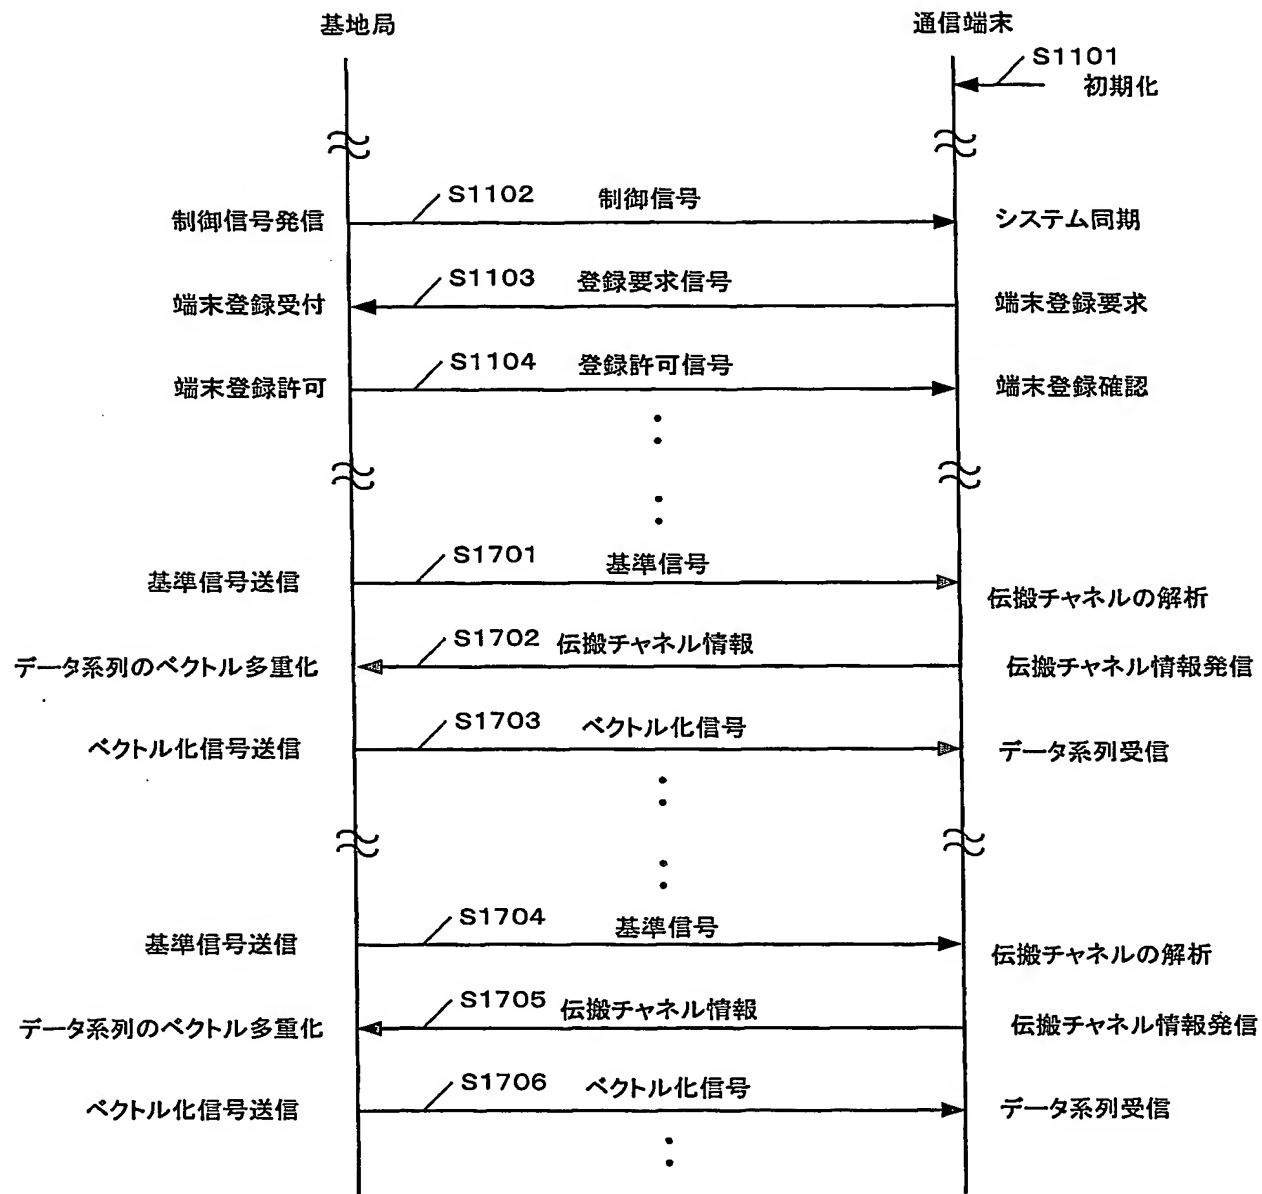 基地局
通信端末
S1101
初期化
S1102
制御信号
制御信号発信
システム同期
S1103
登録要求信号
端末登録受付
端末登録要求
S1104
登録許可信号
端末登録許可
端末登録確認
S1701
基準信号
基準信号送信
伝搬チャネルの解析
S1702
伝搬チャネル情報
データ系列のベクトル多重化
伝搬チャネル情報発信
S1703
ベクトル化信号
ベクトル化信号送信
データ系列受信
S1704
基準信号
基準信号送信
伝搬チャネルの解析
S1705
伝搬チャネル情報
データ系列のベクトル多重化
伝搬チャネル情報発信
S1706
ベクトル化信号
ベクトル化信号送信
データ系列受信